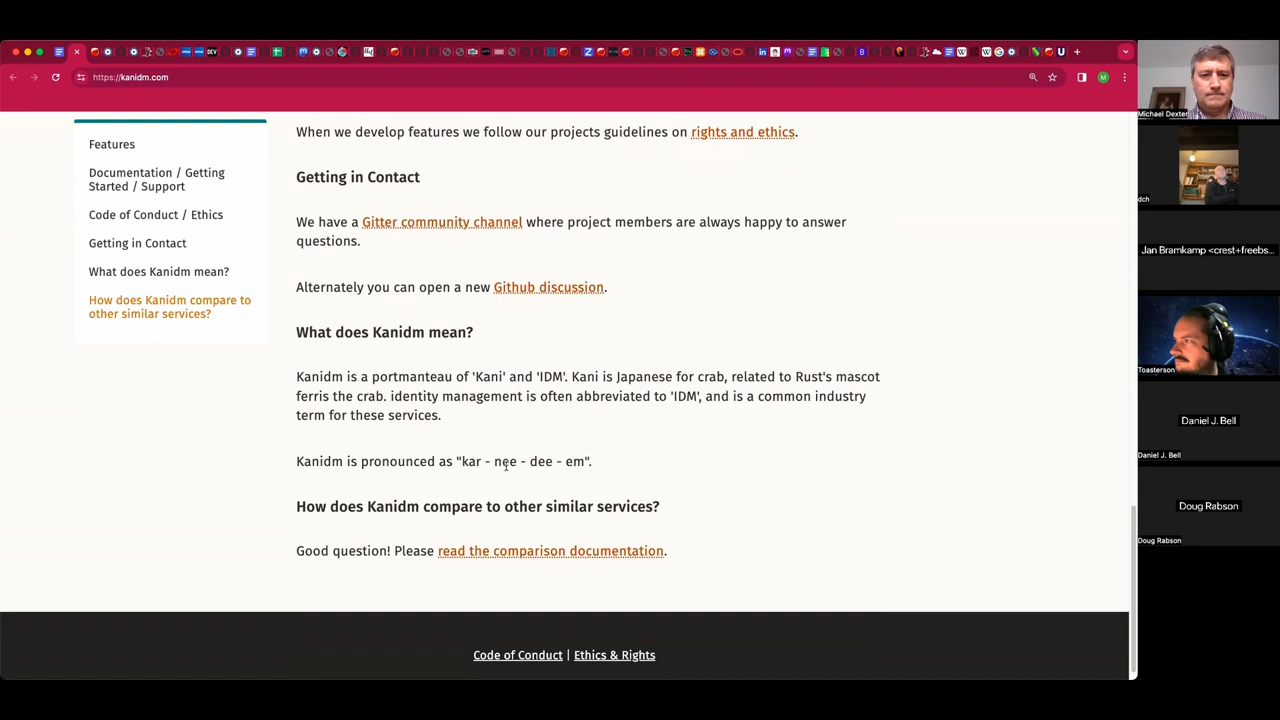 https://kanidm.com
When we develop features we follow our projects guidelines on rights and ethics.
Features
Documentation / Getting
Started / Support
Code of Conduct / Ethics
Getting in Contact
What does Kanidm mean?
How does Kanidm compare to
other similar services?
Getting in Contact
We have a Gitter community channel where project members are always happy to answer
questions.
Alternately you can open a new Github discussion.
What does Kanidm mean?
Kanidm is a portmanteau of 'Kani' and 'IDM'. Kani is Japanese for crab, related to Rust's mascot
ferris the crab. identity management is often abbreviated to 'IDM', and is a common industry
term for these services.
Kanidm is pronounced as "kar - nee - dee - em".
How does Kanidm compare to other similar services?
Good question! Please read the comparison documentation.
Code of Conduct | Ethics & Rights
Michael Dexter
dch
Jan Bramkamp <crest+freebs...
Toasterson
Daniel J. Bell
Daniel J. Bell
Doug Rabson
Doug Rabson